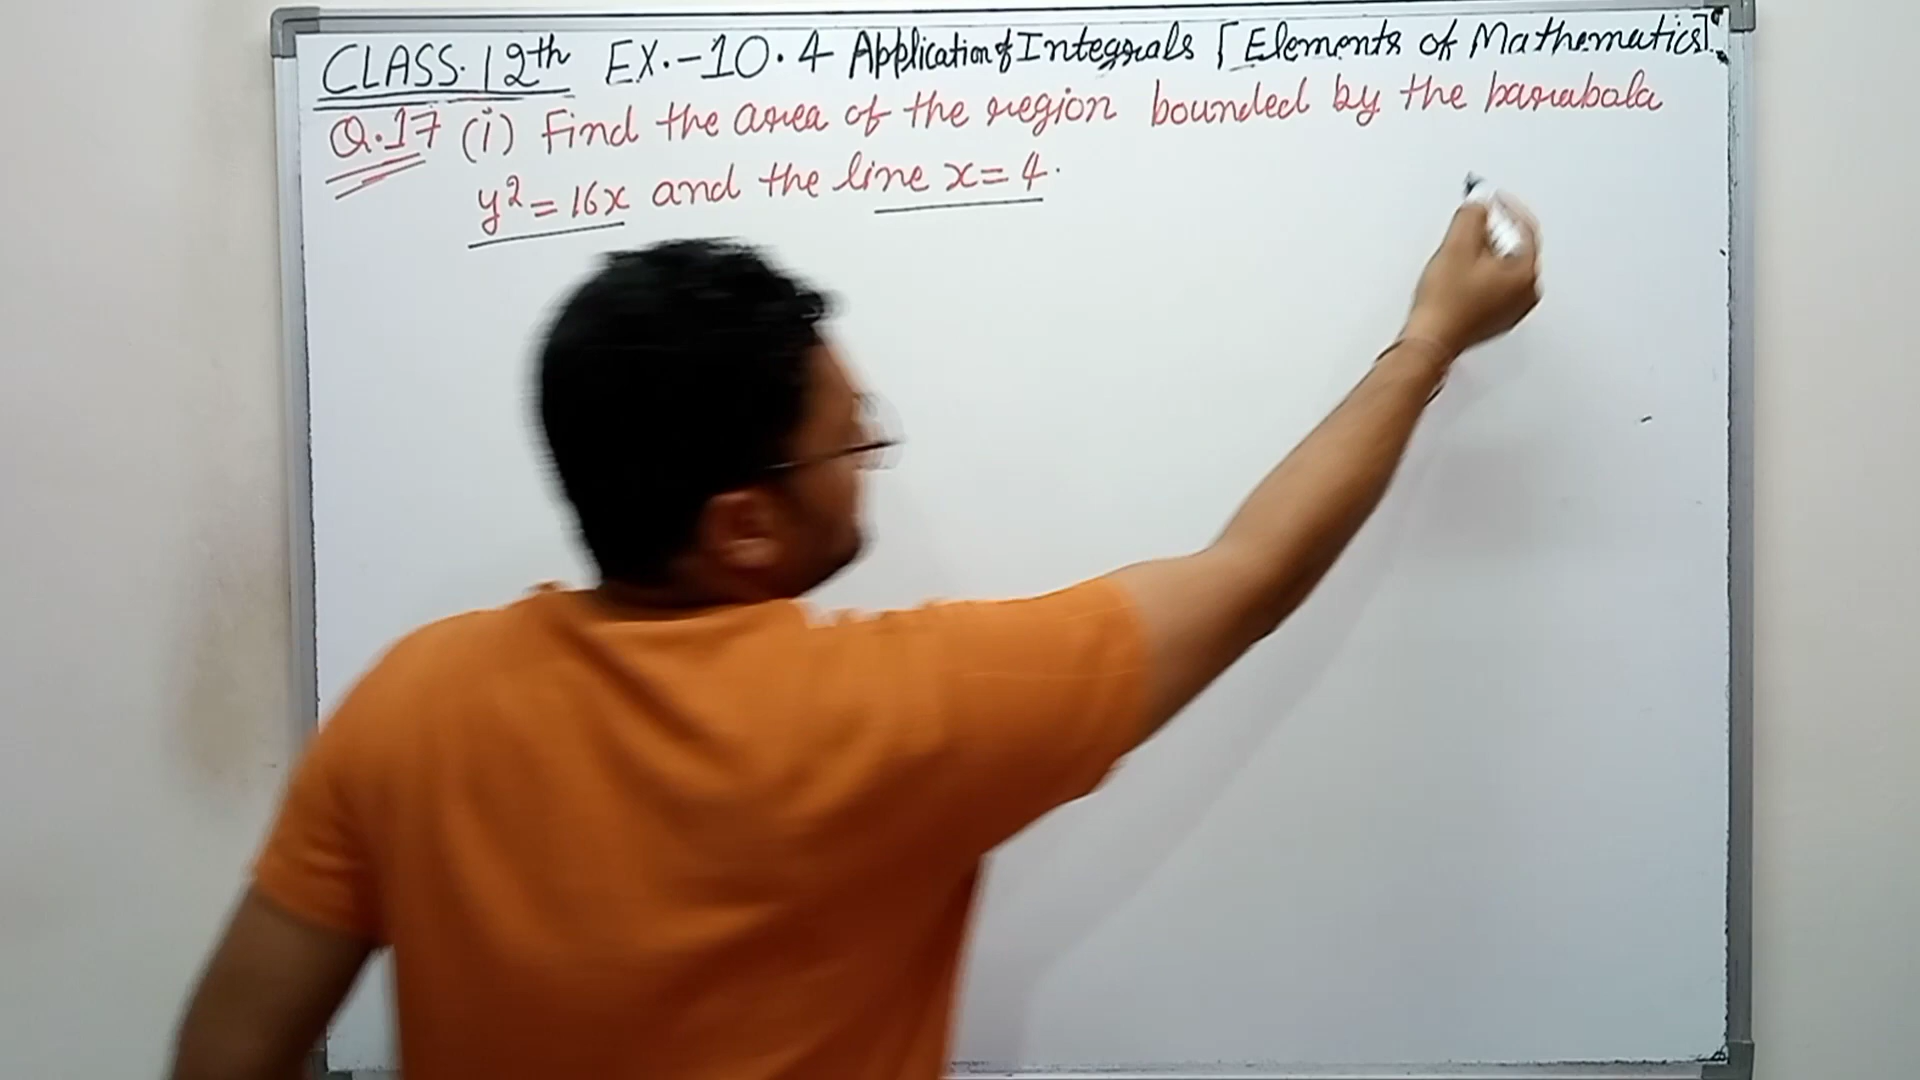 CLASS. 12th EX.-10.4 Application of Integrals [Elements of Mathematics]
Q.17 (i) Find the area of the region bounded by the parabola
y² = 16x and the line x = 4.